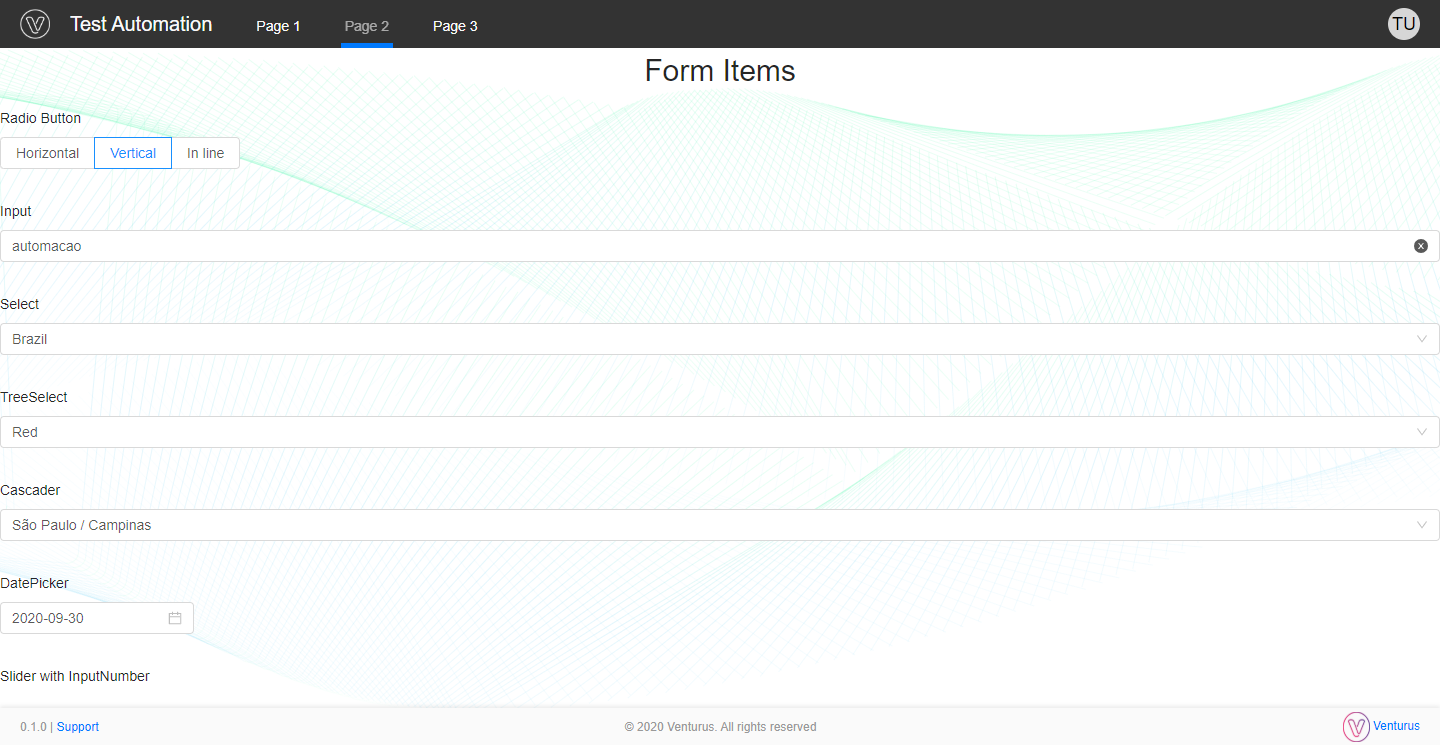 Test Automation Page 1 Page 2 Page 3 TU
Form Items
Radio Button
Horizontal Vertical In line
Input
automacao
Select
Brazil
TreeSelect
Red
Cascader
São Paulo / Campinas
DatePicker
2020-09-30
Slider with InputNumber
0.1.0 | Support © 2020 Venturus. All rights reserved Venturus